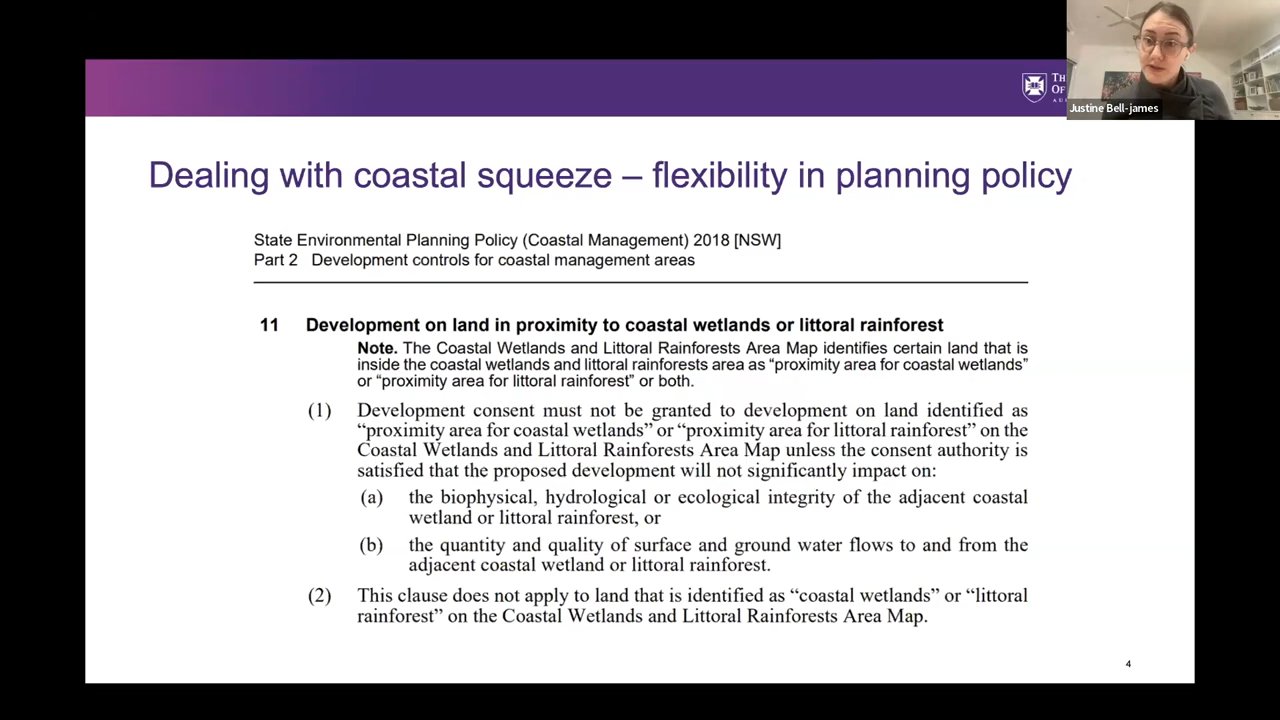 Th
Of
Justine Bell-james
Dealing with coastal squeeze – flexibility in planning policy
State Environmental Planning Policy (Coastal Management) 2018 [NSW]
Part 2 Development controls for coastal management areas
11 Development on land in proximity to coastal wetlands or littoral rainforest
Note. The Coastal Wetlands and Littoral Rainforests Area Map identifies certain land that is
inside the coastal wetlands and littoral rainforests area as “proximity area for coastal wetlands”
or “proximity area for littoral rainforest” or both.
(1) Development consent must not be granted to development on land identified as
“proximity area for coastal wetlands” or “proximity area for littoral rainforest” on the
Coastal Wetlands and Littoral Rainforests Area Map unless the consent authority is
satisfied that the proposed development will not significantly impact on:
(a) the biophysical, hydrological or ecological integrity of the adjacent coastal
wetland or littoral rainforest, or
(b) the quantity and quality of surface and ground water flows to and from the
adjacent coastal wetland or littoral rainforest.
(2) This clause does not apply to land that is identified as “coastal wetlands” or “littoral
rainforest” on the Coastal Wetlands and Littoral Rainforests Area Map.
4